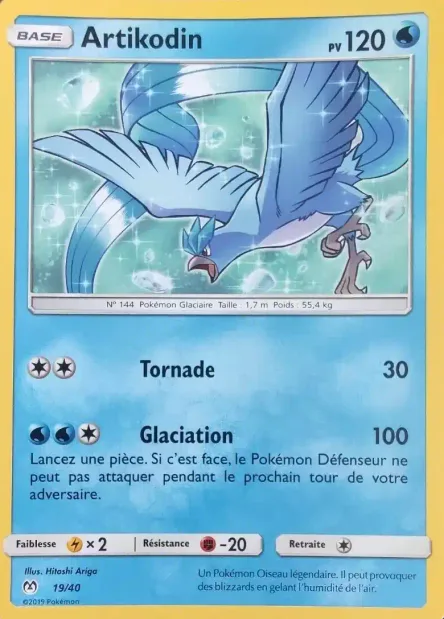 BASE Artikodin PV 120
N° 144 Pokémon Glaciaire Taille : 1,7 m Poids : 55,4 kg
Tornade 30
Glaciation 100
Lancez une pièce. Si c'est face, le Pokémon Défenseur ne
peut pas attaquer pendant le prochain tour de votre
adversaire.
Faiblesse ×2 Résistance -20 Retraite
Illus. Hitoshi Ariga
19/40
©2019 Pokémon
Un Pokémon Oiseau légendaire. Il peut provoquer
des blizzards en gelant l'humidité de l'air.